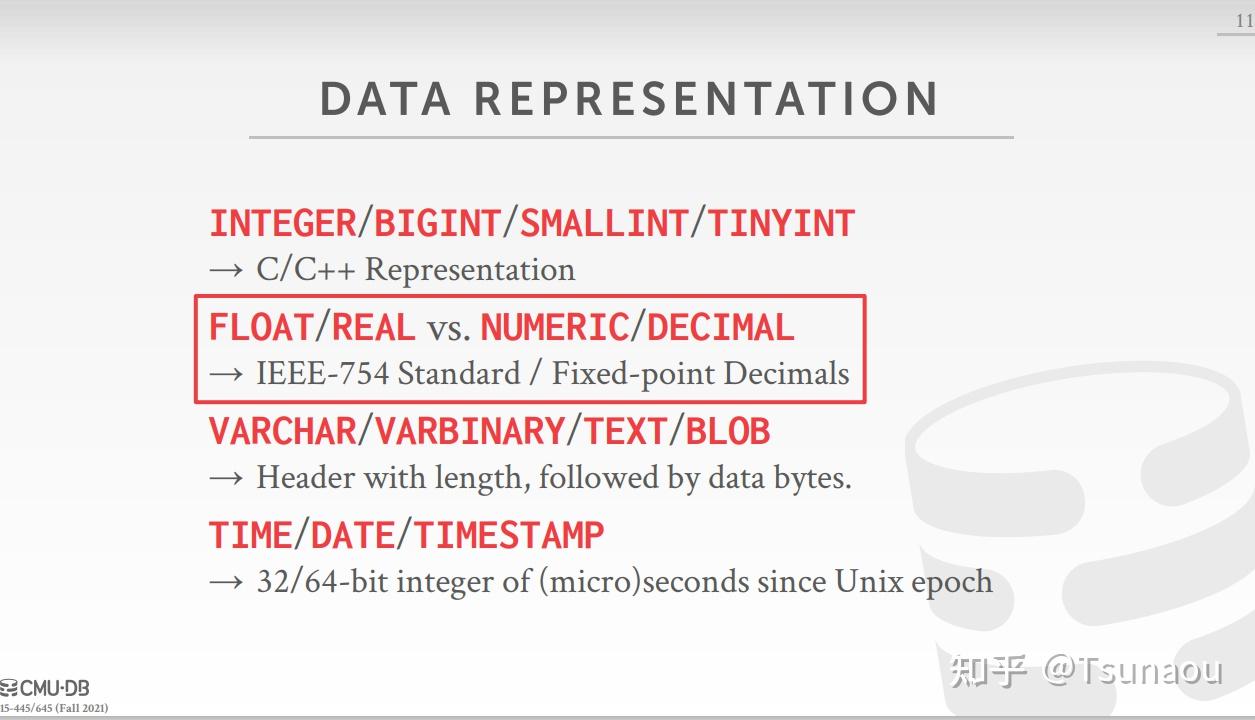 11
DATA REPRESENTATION
INTEGER/BIGINT/SMALLINT/TINYINT
→ C/C++ Representation
FLOAT/REAL vs. NUMERIC/DECIMAL
→ IEEE-754 Standard / Fixed-point Decimals
VARCHAR/VARBINARY/TEXT/BLOB
→ Header with length, followed by data bytes.
TIME/DATE/TIMESTAMP
→ 32/64-bit integer of (micro)seconds since Unix epoch
知乎 @Tsunaou
CMU·DB
15-445/645 (Fall 2021)